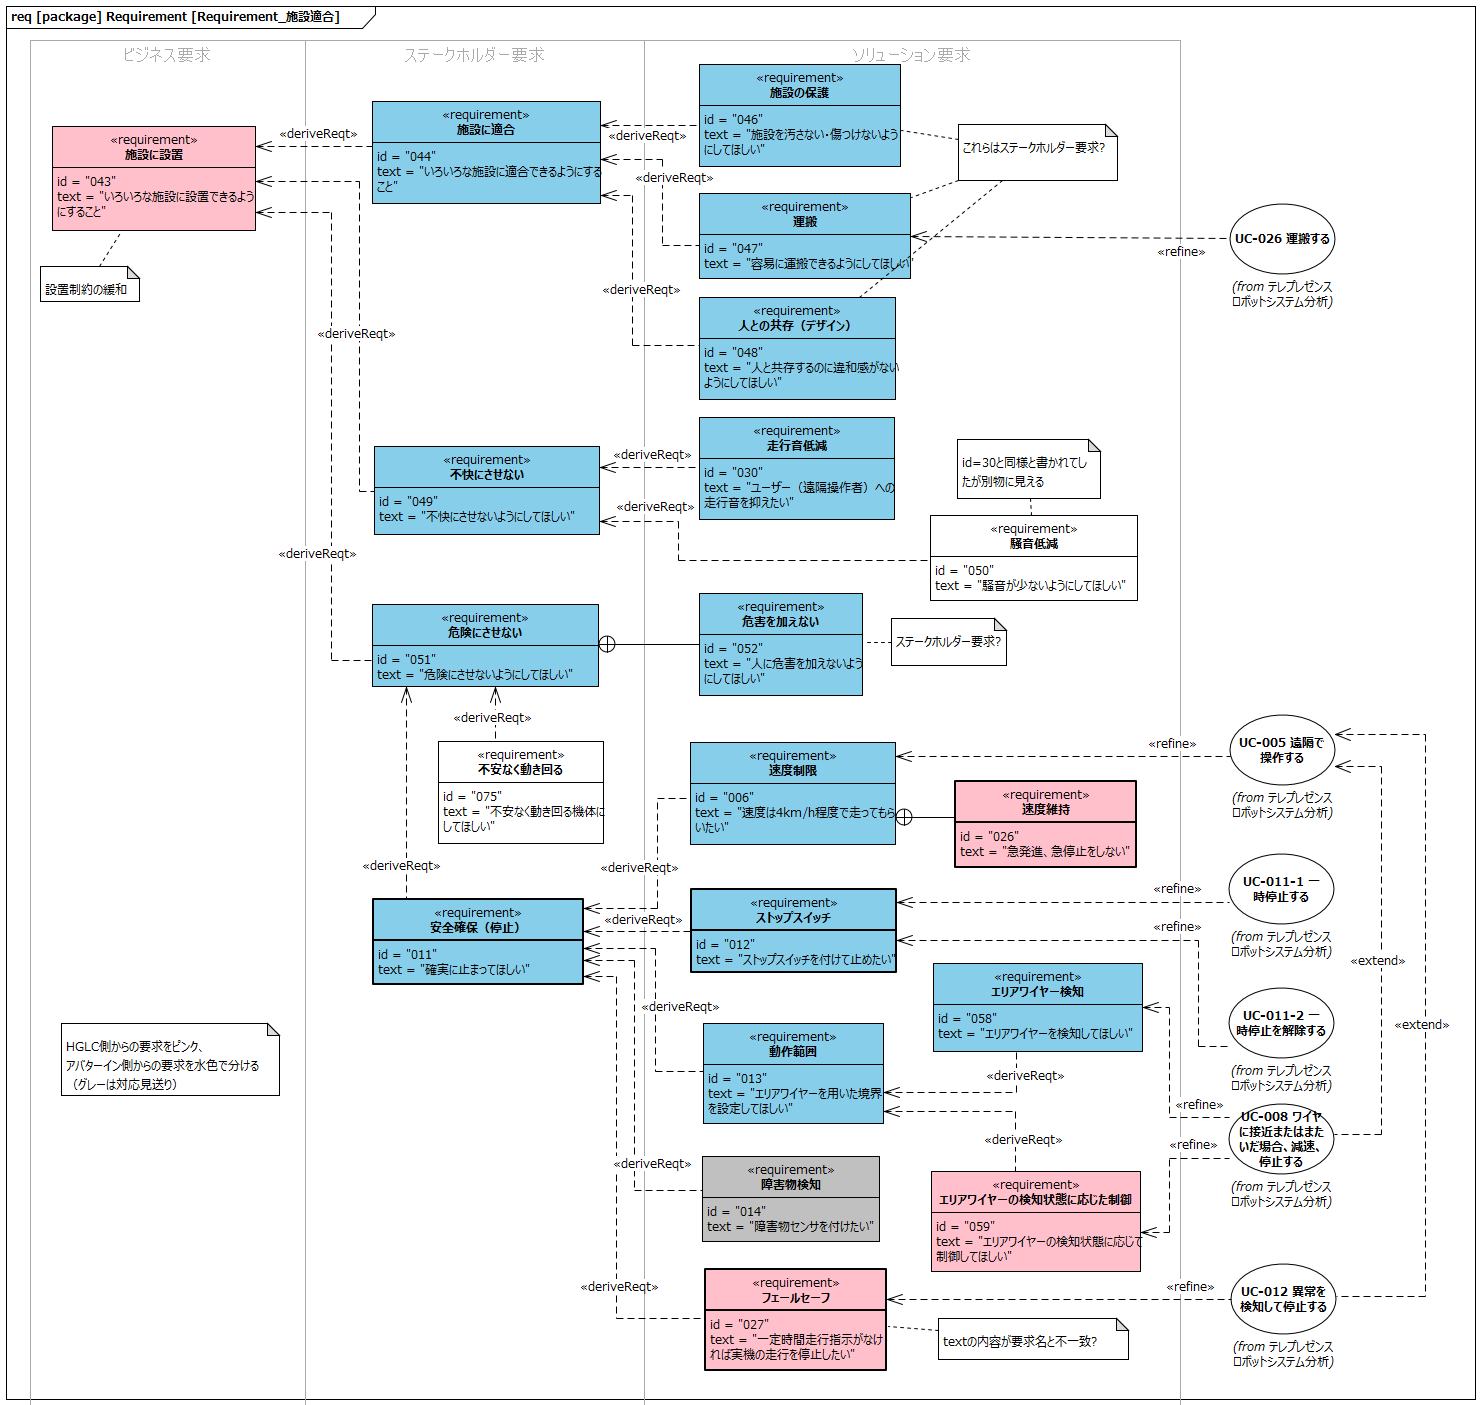 req [package] Requirement [Requirement_施設適合]
ビジネス要求
ステークホルダー要求
ソリューション要求
«requirement»
施設に設置
id = "043"
text = "いろいろな施設に設置できるよう
にすること"
設置制約の緩和
«deriveReqt»
«requirement»
施設に適合
id = "044"
text = "いろいろな施設に適合できるようにする
こと"
«deriveReqt»
«requirement»
施設の保護
id = "046"
text = "施設を汚さない・傷つけないよう
にしてほしい"
これらはステークホルダー要求?
«deriveReqt»
«requirement»
運搬
id = "047"
text = "容易に運搬できるようにしてほしい"
«refine»
UC-026 運搬する
(from テレプレゼンス
ロボットシステム分析)
«deriveReqt»
«requirement»
人との共存（デザイン）
id = "048"
text = "人と共存するのに違和感がない
ようにしてほしい"
«deriveReqt»
«requirement»
不快にさせない
id = "049"
text = "不快にさせないようにしてほしい"
«deriveReqt»
«requirement»
走行音低減
id = "030"
text = "ユーザー（遠隔操作者）への
走行音を抑えたい"
id=30と同様と書かれてし
たが別物に見える
«deriveReqt»
«requirement»
騒音低減
id = "050"
text = "騒音が少ないようにしてほしい"
«deriveReqt»
«requirement»
危険にさせない
id = "051"
text = "危険にさせないようにしてほしい"
«requirement»
危害を加えない
id = "052"
text = "人に危害を加えないよう
にしてほしい"
ステークホルダー要求?
«deriveReqt»
«requirement»
不安なく動き回る
id = "075"
text = "不安なく動き回る機体に
してほしい"
«deriveReqt»
«requirement»
速度制限
id = "006"
text = "速度は4km/h程度で走ってもら
いたい"
«requirement»
速度維持
id = "026"
text = "急発進、急停止をしない"
«refine»
UC-005 遠隔で
操作する
(from テレプレゼンス
ロボットシステム分析)
«deriveReqt»
«requirement»
安全確保（停止）
id = "011"
text = "確実に止まってほしい"
«deriveReqt»
«requirement»
ストップスイッチ
id = "012"
text = "ストップスイッチを付けて止めたい"
«refine»
UC-011-1 一
時停止する
(from テレプレゼンス
ロボットシステム分析)
«refine»
UC-011-2 一
時停止を解除する
(from テレプレゼンス
ロボットシステム分析)
«extend»
«extend»
«requirement»
エリアワイヤー検知
id = "058"
text = "エリアワイヤーを検知してほしい"
«deriveReqt»
«requirement»
動作範囲
id = "013"
text = "エリアワイヤーを用いた境界
を設定してほしい"
«deriveReqt»
«refine»
UC-008 ワイヤ
に接近またはまた
いだ場合、減速、
停止する
(from テレプレゼンス
ロボットシステム分析)
«deriveReqt»
«refine»
«requirement»
エリアワイヤーの検知状態に応じた制御
id = "059"
text = "エリアワイヤーの検知状態に応じて
制御してほしい"
HGLC側からの要求をピンク、
アバターイン側からの要求を水色で分ける
（グレーは対応見送り）
«deriveReqt»
«requirement»
障害物検知
id = "014"
text = "障害物センサを付けたい"
«deriveReqt»
«requirement»
フェールセーフ
id = "027"
text = "一定時間走行指示がなけ
れば実機の走行を停止したい"
textの内容が要求名と不一致?
«refine»
UC-012 異常を
検知して停止する
(from テレプレゼンス
ロボットシステム分析)